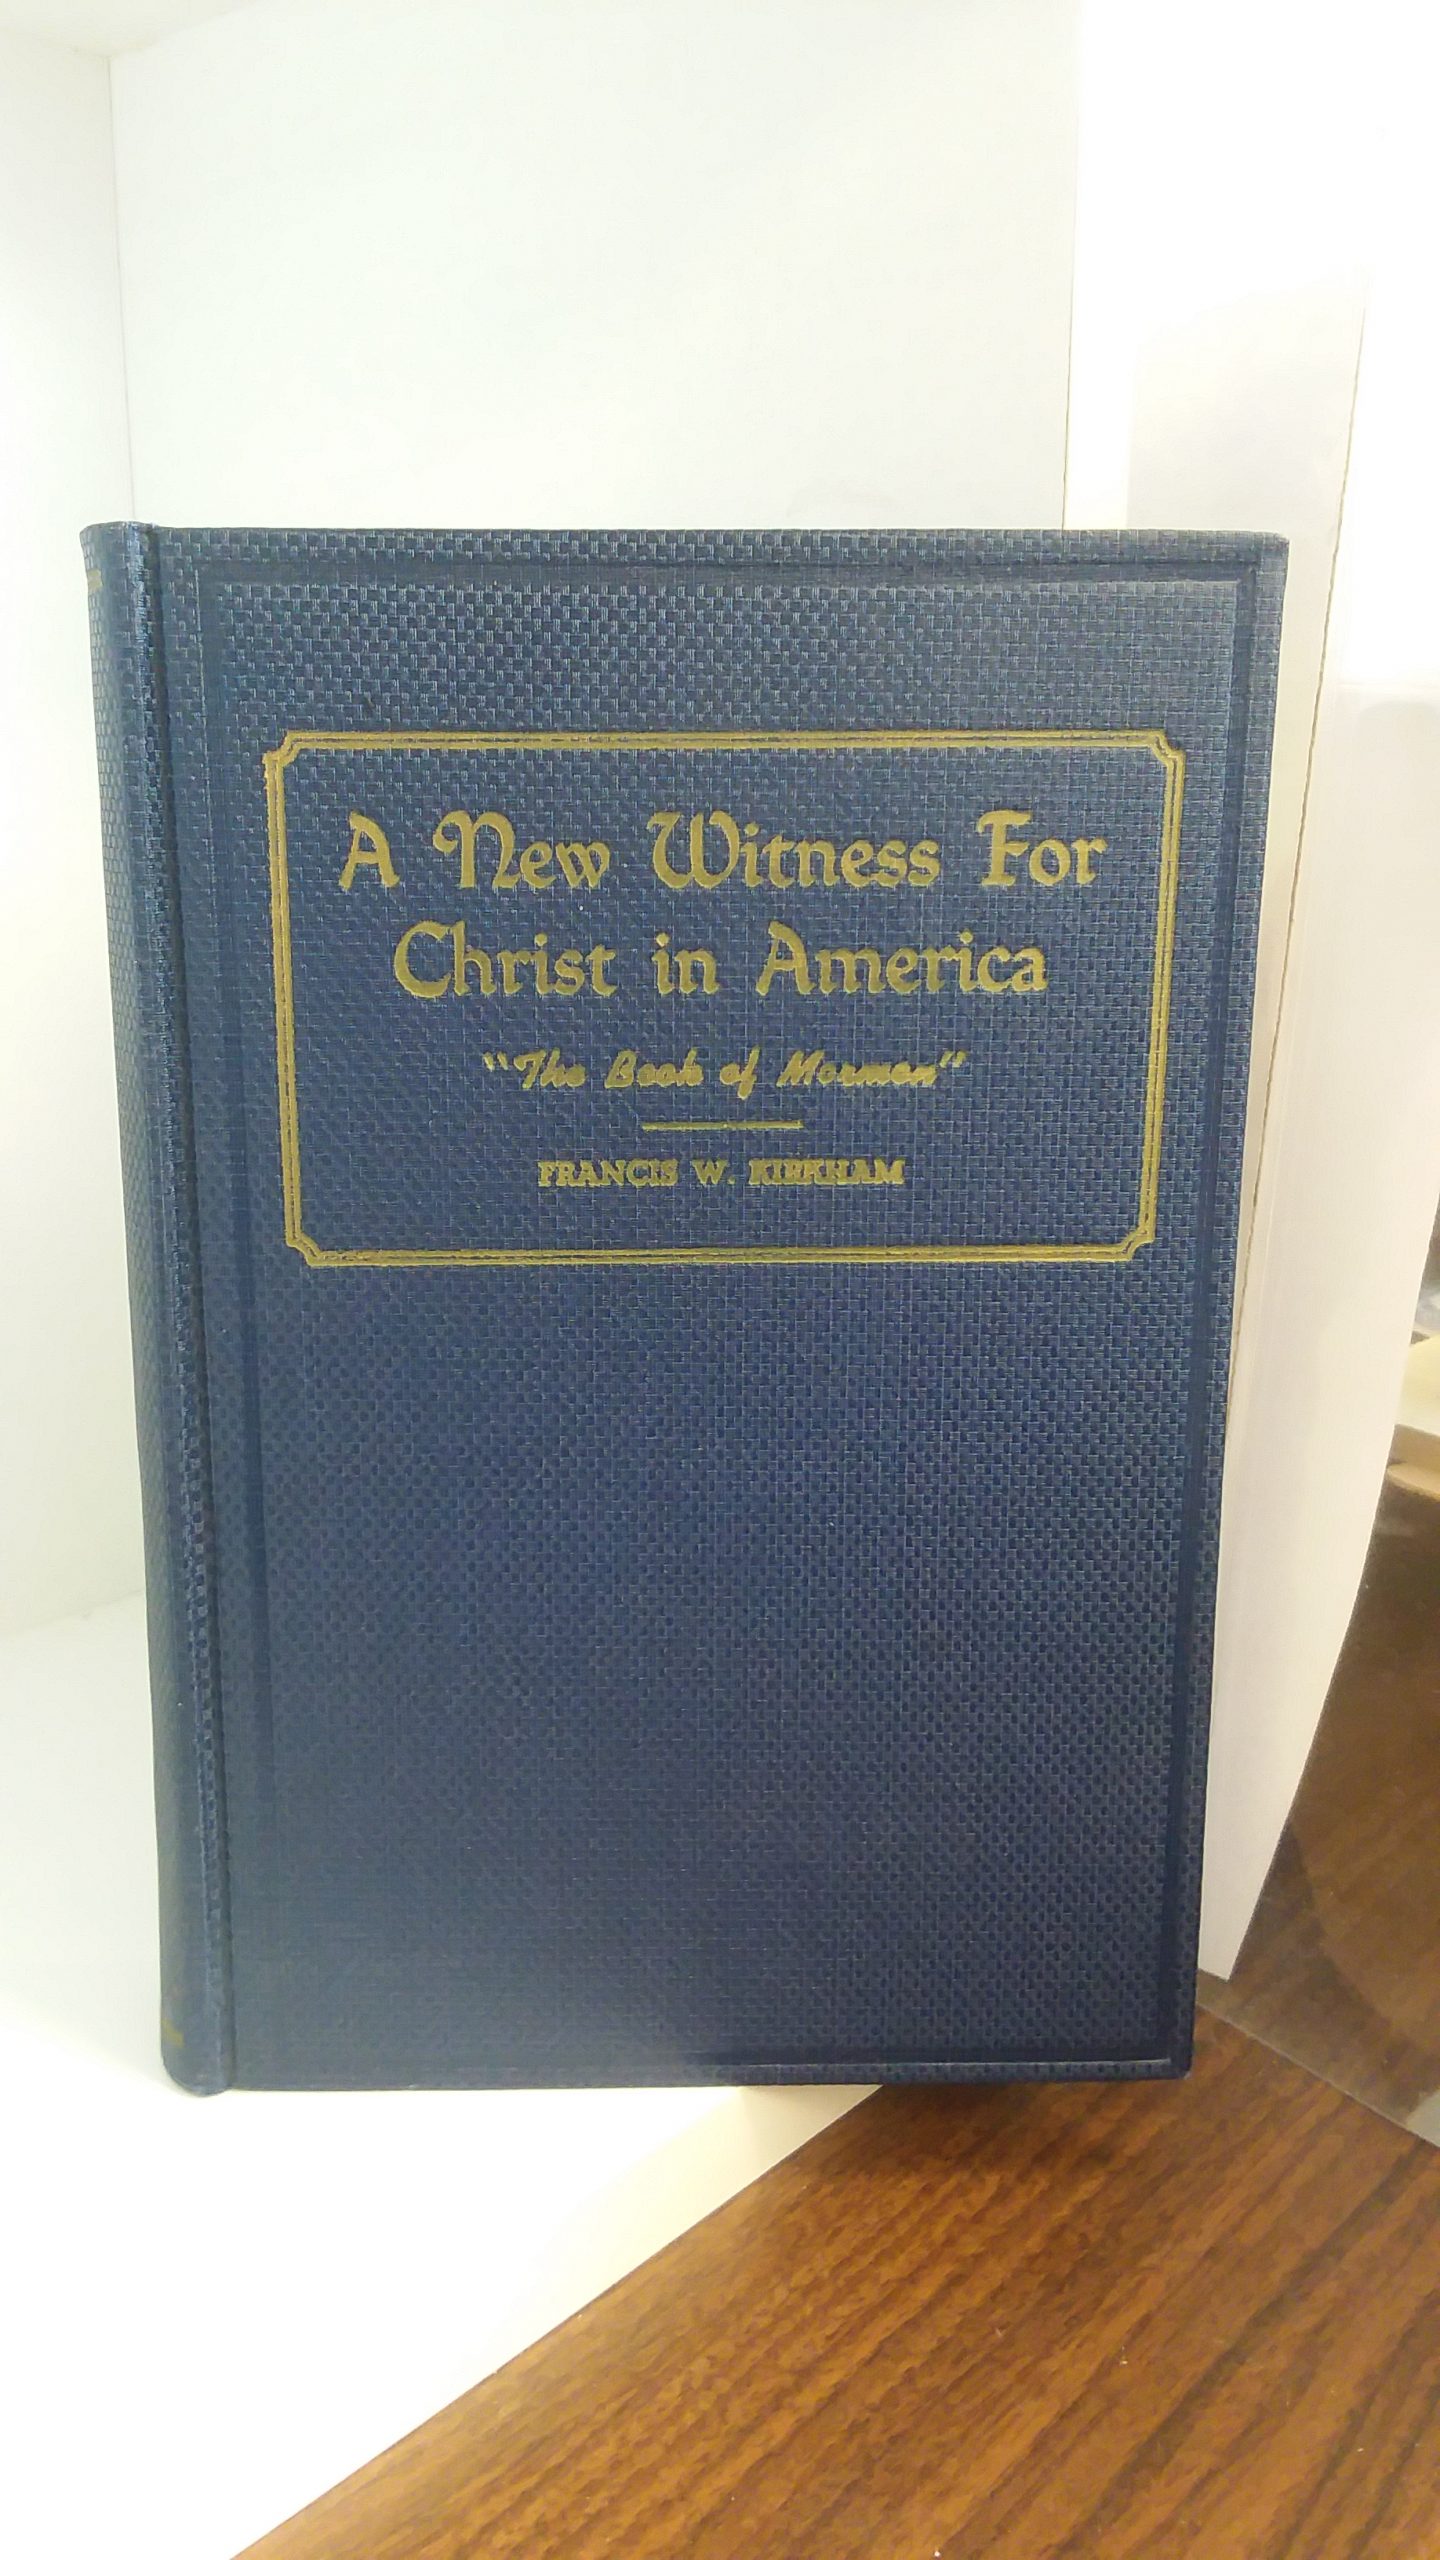 A New Witness For
Christ in America
"The Book of Mormon"
FRANCIS W. KIRKHAM